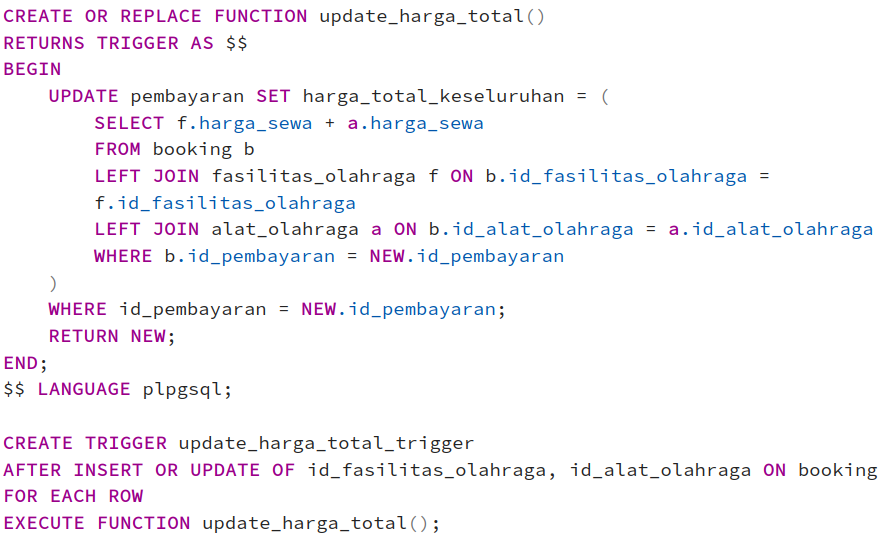 CREATE OR REPLACE FUNCTION update_harga_total()
RETURNS TRIGGER AS $$
BEGIN
    UPDATE pembayaran SET harga_total_keseluruhan = (
        SELECT f.harga_sewa + a.harga_sewa
        FROM booking b
        LEFT JOIN fasilitas_olahraga f ON b.id_fasilitas_olahraga =
        f.id_fasilitas_olahraga
        LEFT JOIN alat_olahraga a ON b.id_alat_olahraga = a.id_alat_olahraga
        WHERE b.id_pembayaran = NEW.id_pembayaran
    )
    WHERE id_pembayaran = NEW.id_pembayaran;
    RETURN NEW;
END;
$$ LANGUAGE plpgsql;

CREATE TRIGGER update_harga_total_trigger
AFTER INSERT OR UPDATE OF id_fasilitas_olahraga, id_alat_olahraga ON booking
FOR EACH ROW
EXECUTE FUNCTION update_harga_total();